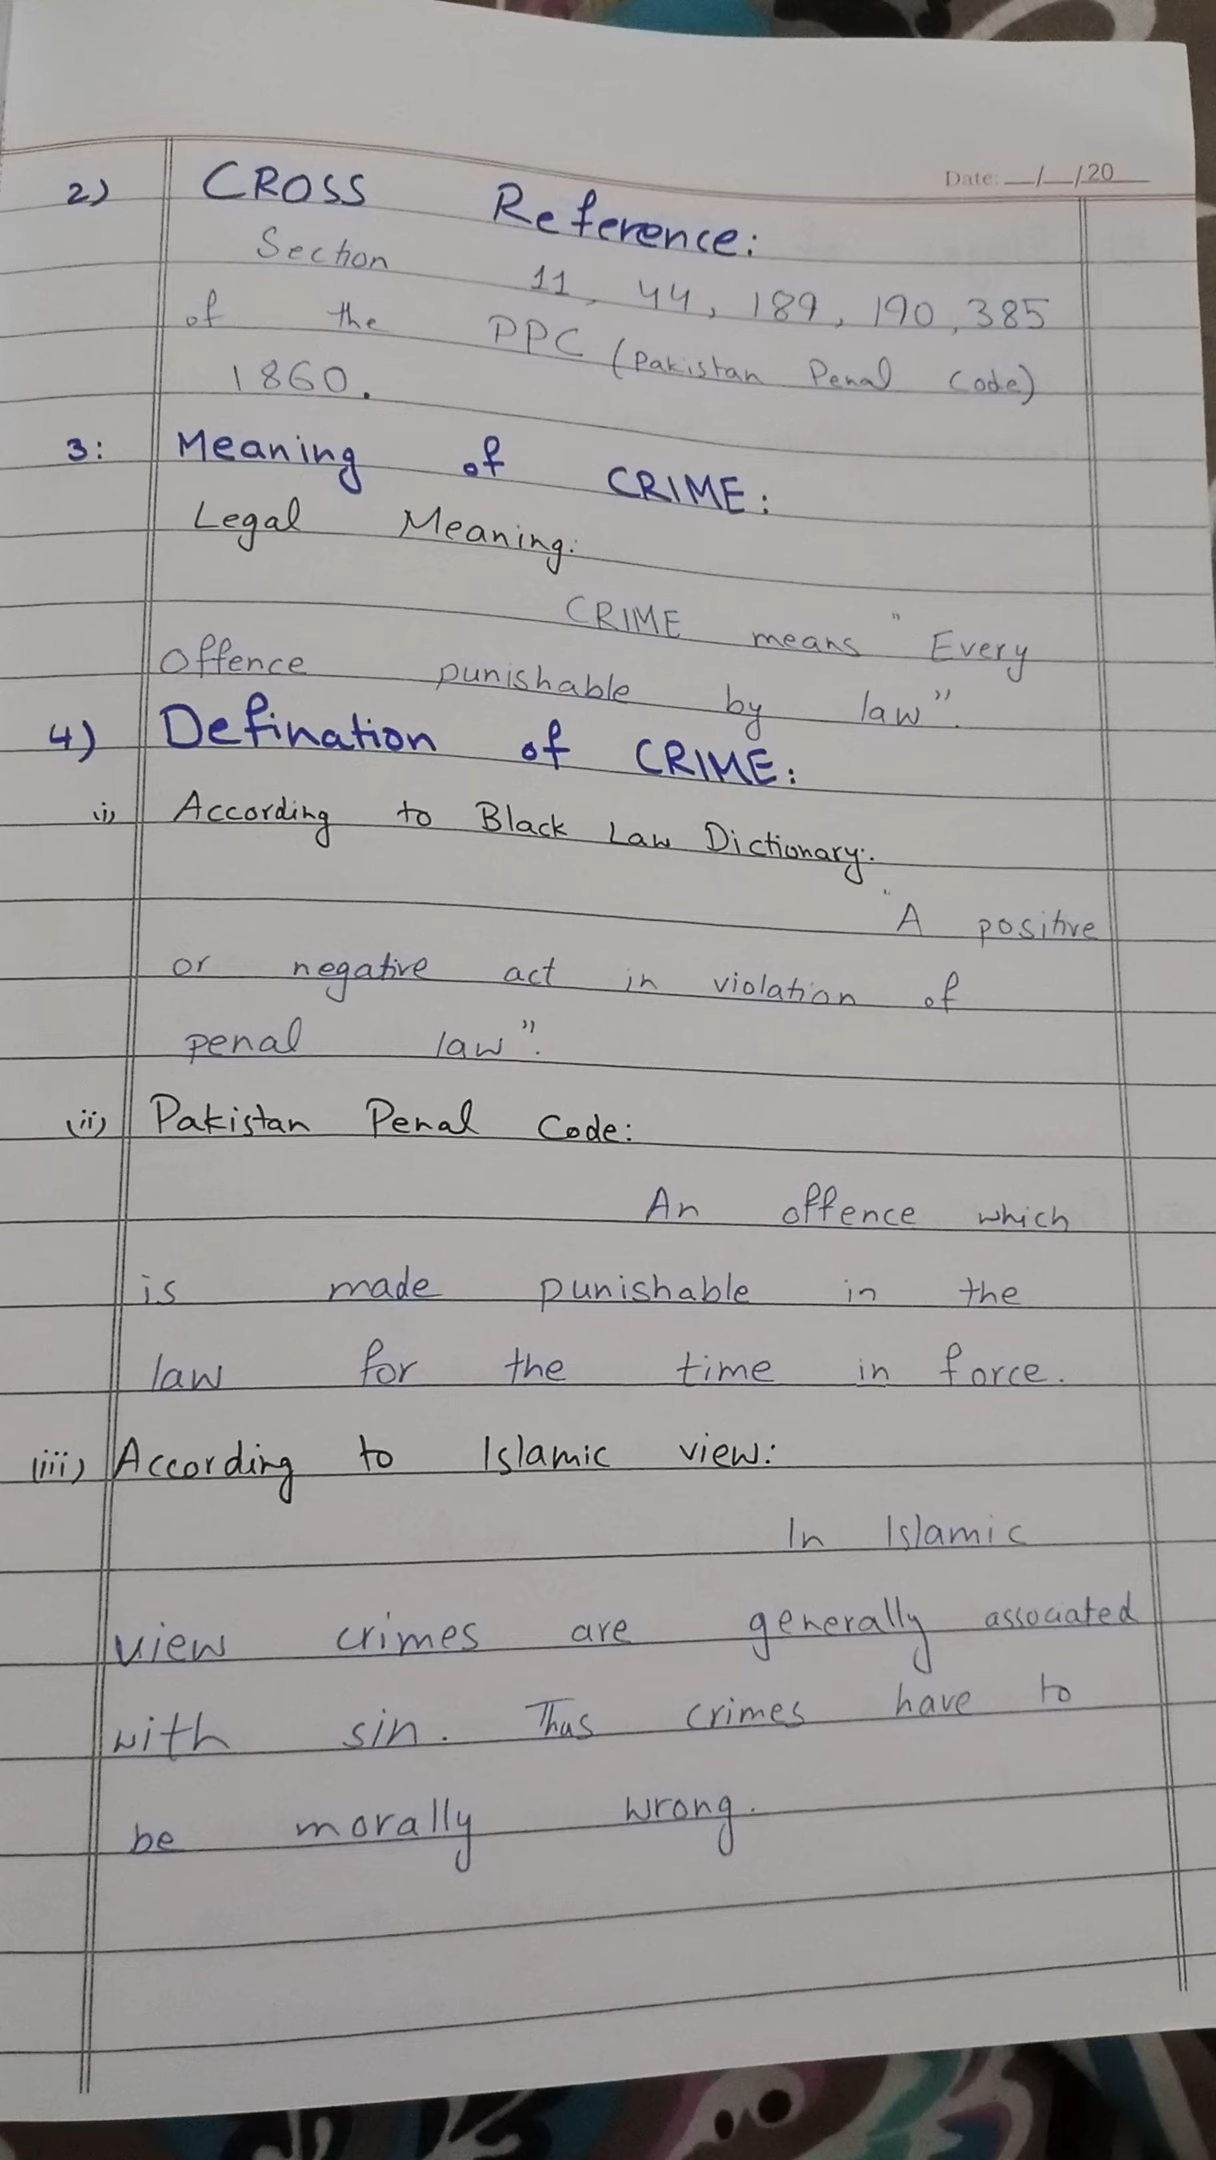 Date: __/__/20__
2) CROSS Reference:
Section 11, 44, 189, 190, 385
of the PPC (Pakistan Penal Code)
1860.
3: Meaning of CRIME:
Legal Meaning:
CRIME means "Every
offence punishable by law".
4) Defination of CRIME:
(i) According to Black Law Dictionary:
"A positive
or negative act in violation of
penal law".
(ii) Pakistan Penal Code:
An offence which
is made punishable in the
law for the time in force.
(iii) According to Islamic view:
In Islamic
view crimes are generally associated
with sin. Thus crimes have to
be morally wrong.